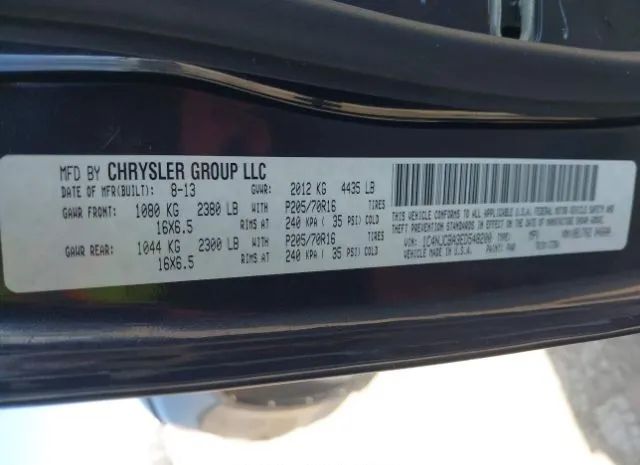 MFD BY CHRYSLER GROUP LLC
DATE OF MFR(BUILT): 8-13 GVWR: 2012 KG 4435 LB
GAWR FRONT: 1080 KG 2380 LB WITH P205/70R16 TIRES
16X6.5 RIMS AT 240 KPA ( 35 PSI) COLD
GAWR REAR: 1044 KG 2300 LB WITH P205/70R16 TIRES
16X6.5 RIMS AT 240 KPA ( 35 PSI) COLD
THIS VEHICLE CONFORMS TO ALL APPLICABLE U.S.A. FEDERAL MOTOR VEHICLE SAFETY AND
THEFT PREVENTION STANDARDS IN EFFECT ON THE DATE OF MANUFACTURE SHOWN ABOVE.
VIN: 1C4NJCBA3ED548200
VEHICLE MADE IN U.S.A. PAINT: